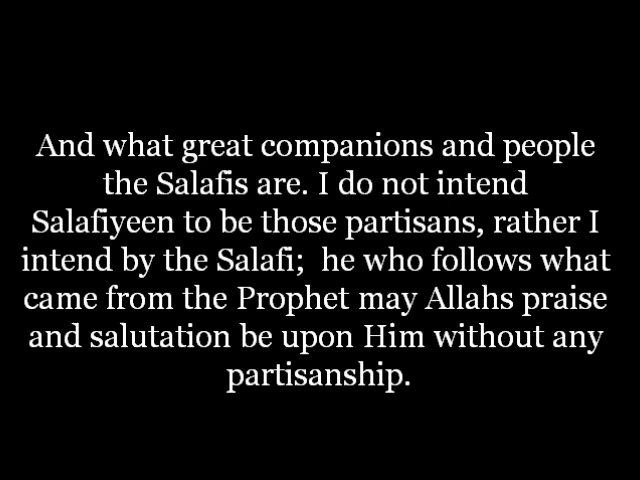 And what great companions and people
the Salafis are. I do not intend
Salafiyeen to be those partisans, rather I
intend by the Salafi;  he who follows what
came from the Prophet may Allahs praise
and salutation be upon Him without any
partisanship.